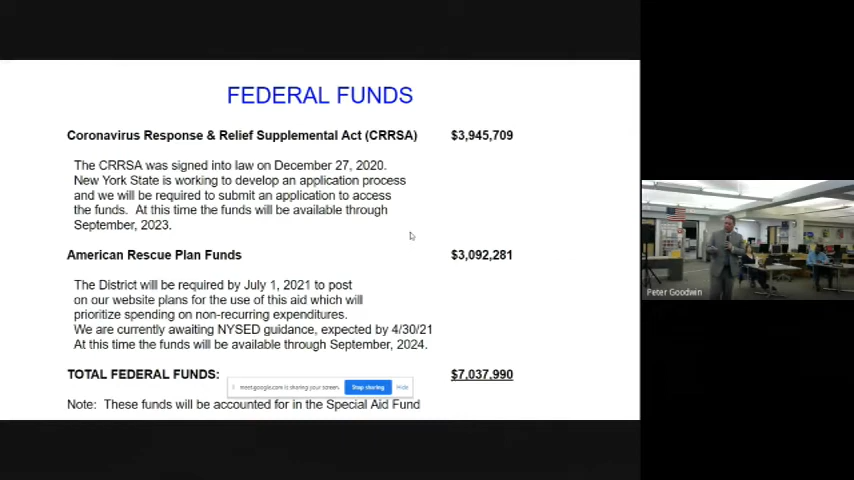 FEDERAL FUNDS
Coronavirus Response & Relief Supplemental Act (CRRSA) $3,945,709
The CRRSA was signed into law on December 27, 2020.
New York State is working to develop an application process
and we will be required to submit an application to access
the funds. At this time the funds will be available through
September, 2023.
American Rescue Plan Funds $3,092,281
The District will be required by July 1, 2021 to post
on our website plans for the use of this aid which will
prioritize spending on non-recurring expenditures.
We are currently awaiting NYSED guidance, expected by 4/30/21
At this time the funds will be available through September, 2024.
TOTAL FEDERAL FUNDS: $7,037,990
meet.google.com is sharing your screen. Stop sharing Hide
Note: These funds will be accounted for in the Special Aid Fund
Peter Goodwin